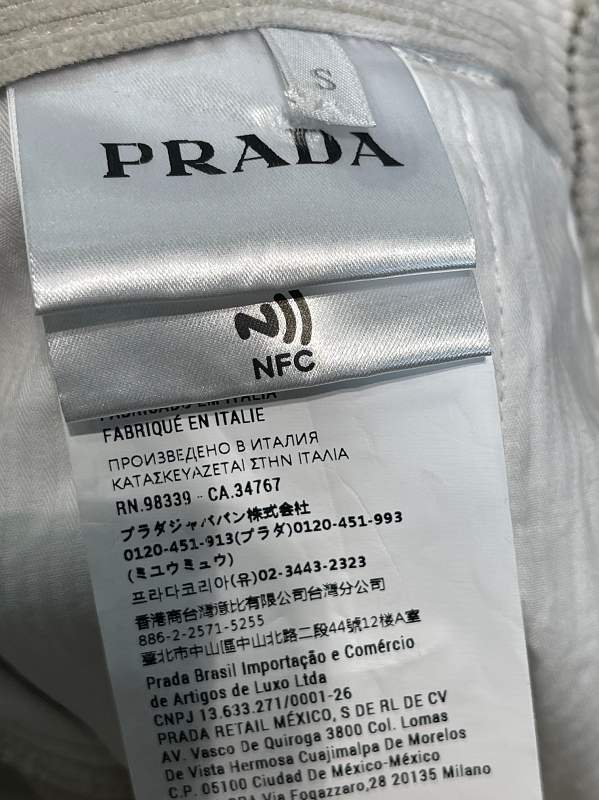 S
PRADA
NFC
FABRICADO EM ITALIA
FABRIQUÉ EN ITALIE
ПРОИЗВЕДЕНО В ИТАЛИЯ
ΚΑΤΑΣΚΕΥΑΖΕΤΑΙ ΣΤΗΝ ΙΤΑΛΙΑ
RN.98339 - CA.34767
プラダジャパン株式会社
0120-451-913(プラダ)0120-451-993
(ミユウミュウ)
프라다코리아(유)02-3443-2323
香港商台灣薏比有限公司台灣分公司
886-2-2571-5255
臺北市中山區中山北路二段44號12樓A室
Prada Brasil Importação e Comércio
de Artigos de Luxo Ltda
CNPJ 13.633.271/0001-26
PRADA RETAIL MÉXICO, S DE RL DE CV
AV. Vasco De Quiroga 3800 Col. Lomas
De Vista Hermosa Cuajimalpa De Morelos
C.P. 05100 Ciudad De México-México
Via Fogazzaro,28 20135 Milano